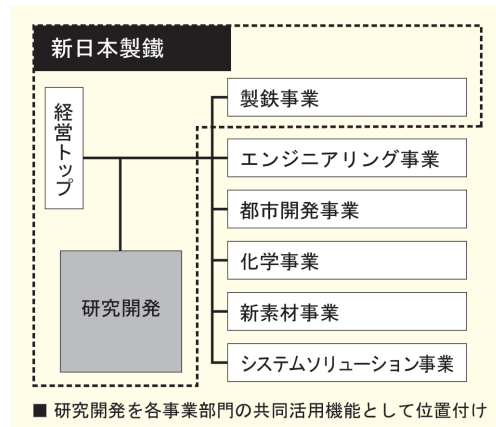 新日本製鐵
経営トップ
製鉄事業
エンジニアリング事業
都市開発事業
化学事業
新素材事業
システムソリューション事業
研究開発
■ 研究開発を各事業部門の共同活用機能として位置付け